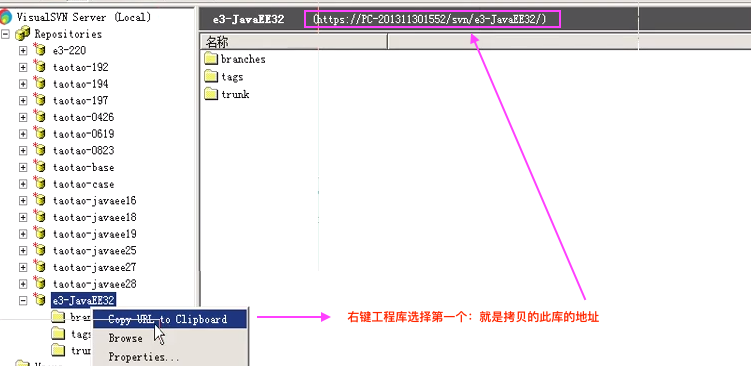 VisualSVN Server (Local)
Repositories
e3-220
taotao-192
taotao-194
taotao-197
taotao-0426
taotao-0619
taotao-0823
taotao-base
taotao-case
taotao-javaee16
taotao-javaee18
taotao-javaee19
taotao-javaee25
taotao-javaee27
taotao-javaee28
e3-JavaEE32
bran
tags
trun
Copy URL to Clipboard
Browse
Properties...
e3-JavaEE32 (https://PC-201311301552/svn/e3-JavaEE32/)
名称
branches
tags
trunk
右键工程库选择第一个：就是拷贝的此库的地址